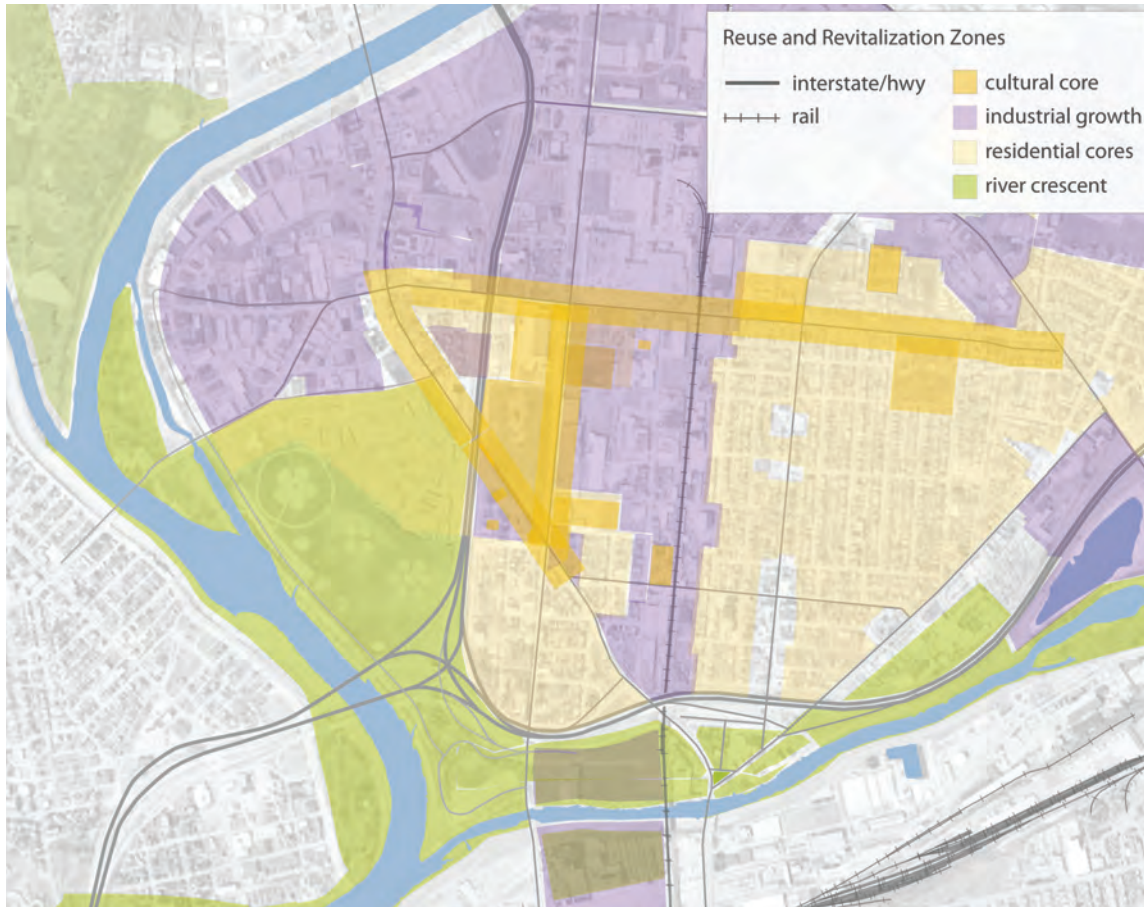 Reuse and Revitalization Zones
interstate/hwy
rail
cultural core
industrial growth
residential cores
river crescent